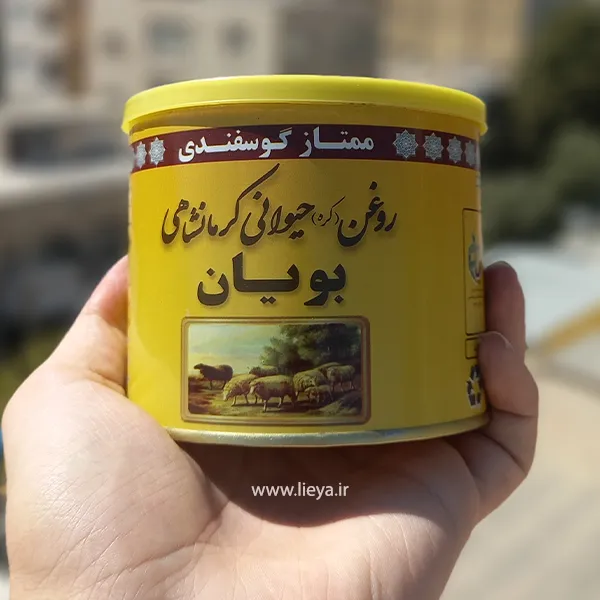 ممتاز گوسفندی
روغن (کره) حیوانی کرمانشاهی
بویان
www.lieya.ir